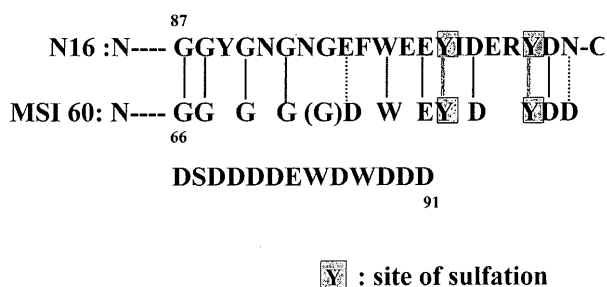 87
N16 :N---- GGYGNGNGEFWEEYIDERYDN-C
MSI 60: N---- GG G G (G)D W EY D YDD
66
DSDDDDEWDWDDD
91
Y : site of sulfation